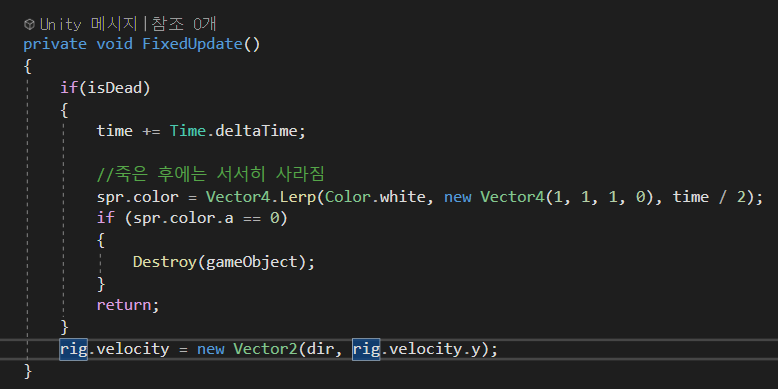 Unity 메시지|참조 0개
private void FixedUpdate()
{
if(isDead)
{
time += Time.deltaTime;
//죽은 후에는 서서히 사라짐
spr.color = Vector4.Lerp(Color.white, new Vector4(1, 1, 1, 0), time / 2);
if (spr.color.a == 0)
{
Destroy(gameObject);
}
return;
}
rig.velocity = new Vector2(dir, rig.velocity.y);
}